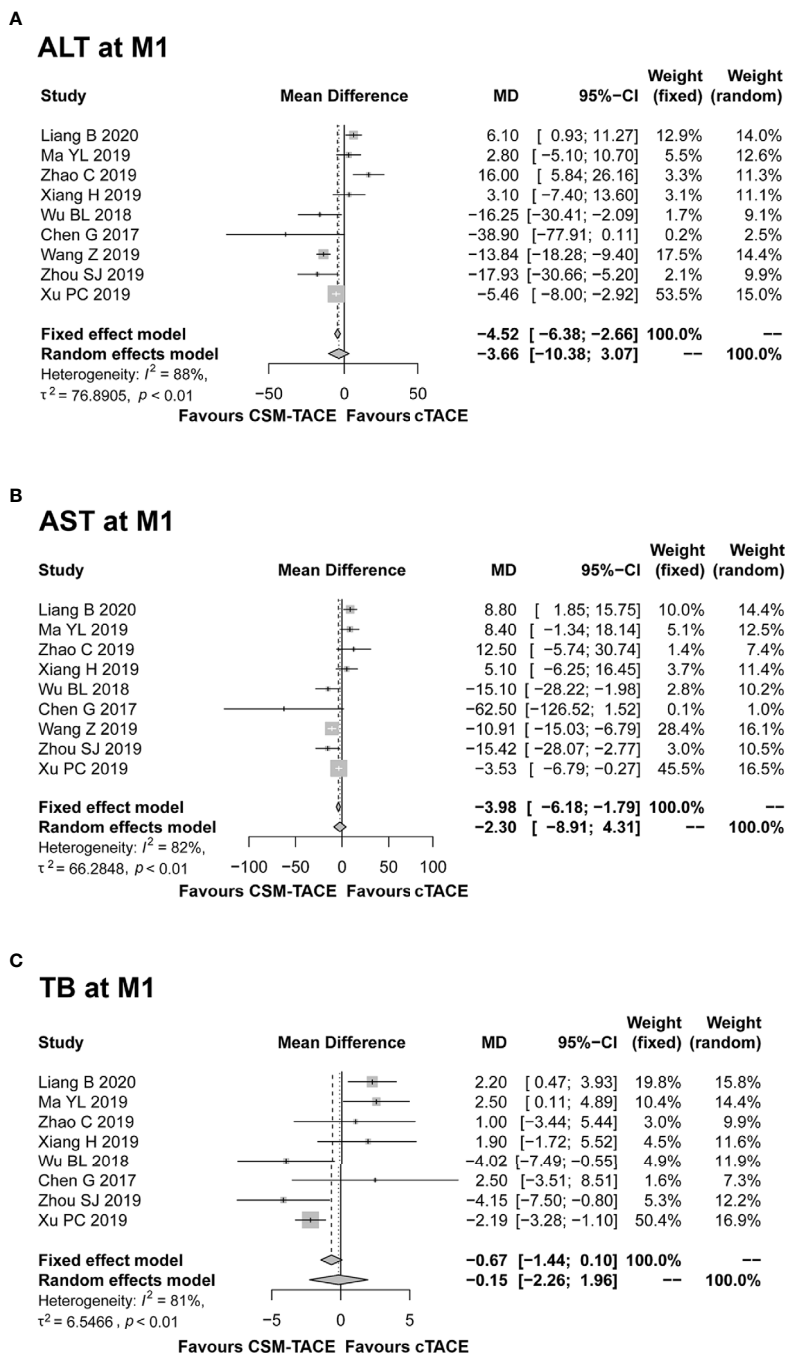 A
ALT at M1
Weight Weight
Study Mean Difference MD 95%−CI (fixed) (random)
Liang B 2020 6.10 [ 0.93; 11.27] 12.9% 14.0%
Ma YL 2019 2.80 [ −5.10; 10.70] 5.5% 12.6%
Zhao C 2019 16.00 [ 5.84; 26.16] 3.3% 11.3%
Xiang H 2019 3.10 [ −7.40; 13.60] 3.1% 11.1%
Wu BL 2018 −16.25 [−30.41; −2.09] 1.7% 9.1%
Chen G 2017 −38.90 [−77.91; 0.11] 0.2% 2.5%
Wang Z 2019 −13.84 [−18.28; −9.40] 17.5% 14.4%
Zhou SJ 2019 −17.93 [−30.66; −5.20] 2.1% 9.9%
Xu PC 2019 −5.46 [−8.00; −2.92] 53.5% 15.0%
Fixed effect model −4.52 [ −6.38; −2.66] 100.0% −−
Random effects model −3.66 [−10.38; 3.07] −− 100.0%
Heterogeneity: I² = 88%,
τ² = 76.8905, p < 0.01
−50 0 50
Favours CSM-TACE Favours cTACE
B
AST at M1
Weight Weight
Study Mean Difference MD 95%−CI (fixed) (random)
Liang B 2020 8.80 [ 1.85; 15.75] 10.0% 14.4%
Ma YL 2019 8.40 [ −1.34; 18.14] 5.1% 12.5%
Zhao C 2019 12.50 [ −5.74; 30.74] 1.4% 7.4%
Xiang H 2019 5.10 [ −6.25; 16.45] 3.7% 11.4%
Wu BL 2018 −15.10 [ −28.22; −1.98] 2.8% 10.2%
Chen G 2017 −62.50 [−126.52; 1.52] 0.1% 1.0%
Wang Z 2019 −10.91 [ −15.03; −6.79] 28.4% 16.1%
Zhou SJ 2019 −15.42 [ −28.07; −2.77] 3.0% 10.5%
Xu PC 2019 −3.53 [ −6.79; −0.27] 45.5% 16.5%
Fixed effect model −3.98 [ −6.18; −1.79] 100.0% −−
Random effects model −2.30 [ −8.91; 4.31] −− 100.0%
Heterogeneity: I² = 82%,
τ² = 66.2848, p < 0.01
−100 −50 0 50 100
Favours CSM-TACE Favours cTACE
C
TB at M1
Weight Weight
Study Mean Difference MD 95%−CI (fixed) (random)
Liang B 2020 2.20 [ 0.47; 3.93] 19.8% 15.8%
Ma YL 2019 2.50 [ 0.11; 4.89] 10.4% 14.4%
Zhao C 2019 1.00 [−3.44; 5.44] 3.0% 9.9%
Xiang H 2019 1.90 [−1.72; 5.52] 4.5% 11.6%
Wu BL 2018 −4.02 [−7.49; −0.55] 4.9% 11.9%
Chen G 2017 2.50 [−3.51; 8.51] 1.6% 7.3%
Zhou SJ 2019 −4.15 [−7.50; −0.80] 5.3% 12.2%
Xu PC 2019 −2.19 [−3.28; −1.10] 50.4% 16.9%
Fixed effect model −0.67 [−1.44; 0.10] 100.0% −−
Random effects model −0.15 [−2.26; 1.96] −− 100.0%
Heterogeneity: I² = 81%,
τ² = 6.5466 , p < 0.01
−5 0 5
Favours CSM-TACE Favours cTACE